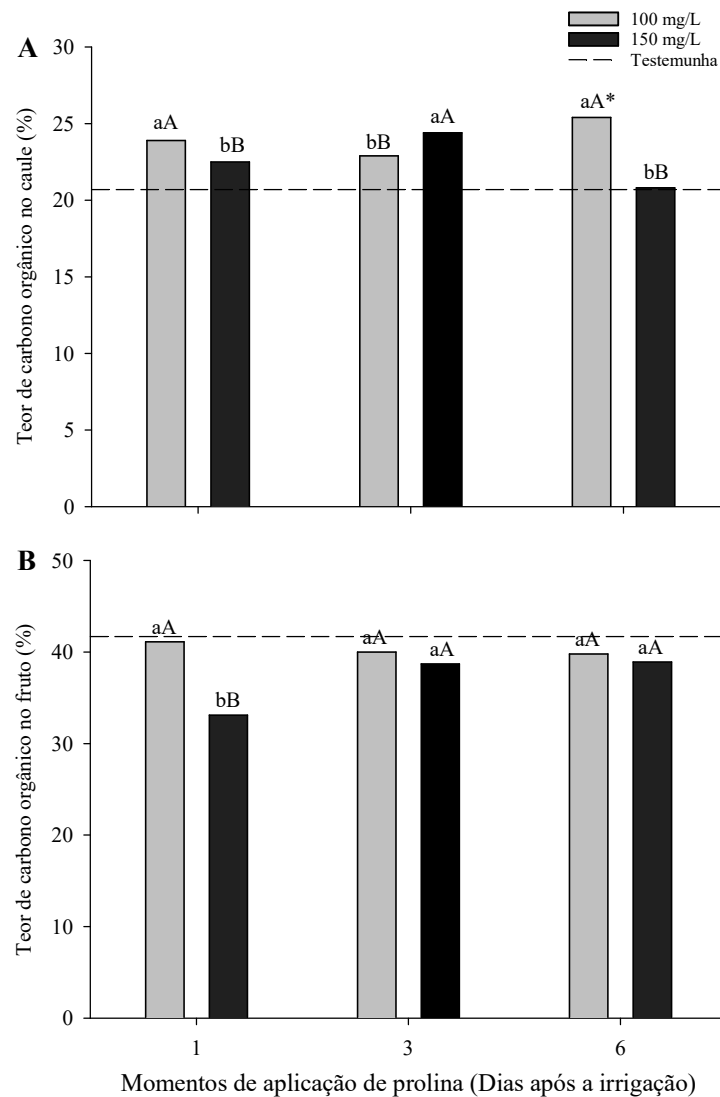 100 mg/L
150 mg/L
Testemunha
A
Teor de carbono orgânico no caule (%)
30
25
20
15
10
5
0
aA
bB
bB
aA
aA*
bB
B
Teor de carbono orgânico no fruto (%)
50
40
30
20
10
0
aA
bB
aA
aA
aA
aA
1
3
6
Momentos de aplicação de prolina (Dias após a irrigação)